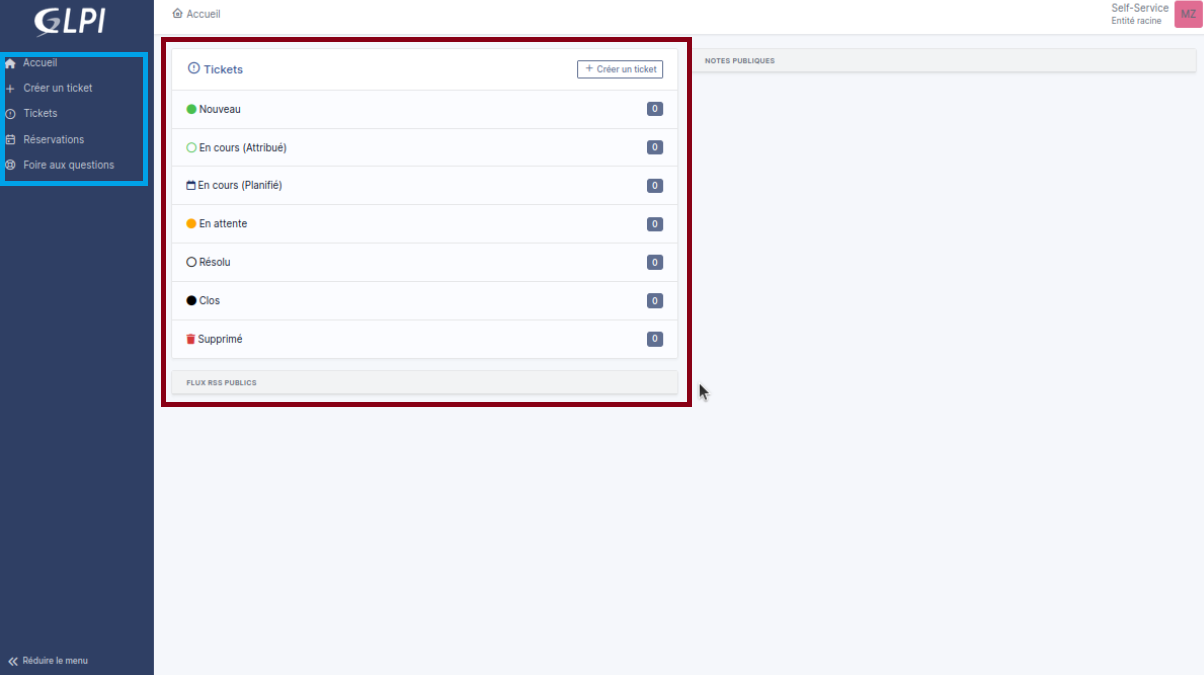 GLPI
Accueil
Créer un ticket
Tickets
Réservations
Foire aux questions
Réduire le menu
Accueil
Self-Service
Entité racine
MZ
Tickets
+ Créer un ticket
Nouveau 0
En cours (Attribué) 0
En cours (Planifié) 0
En attente 0
Résolu 0
Clos 0
Supprimé 0
FLUX RSS PUBLICS
NOTES PUBLIQUES